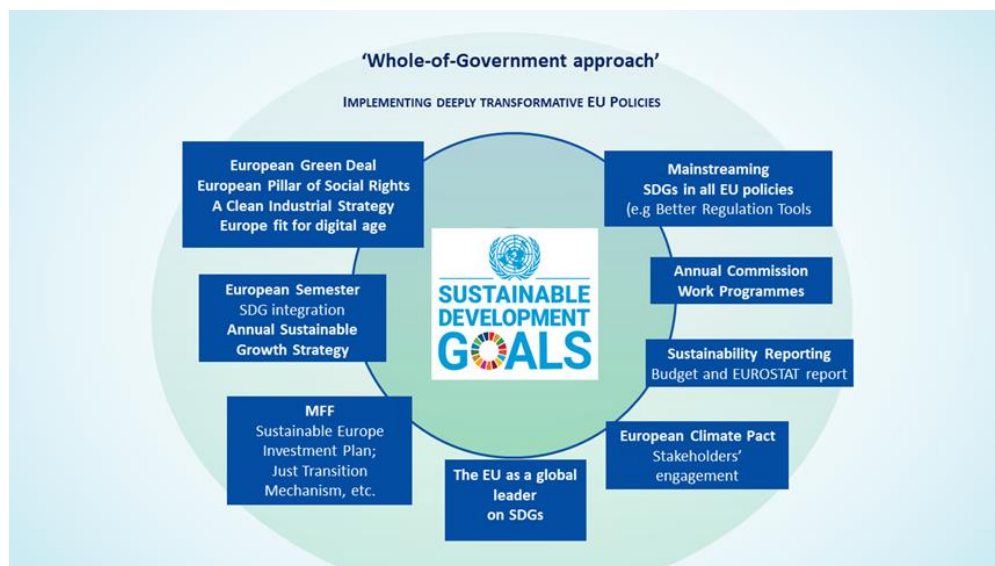 ‘Whole-of-Government approach’
IMPLEMENTING DEEPLY TRANSFORMATIVE EU POLICIES
European Green Deal
European Pillar of Social Rights
A Clean Industrial Strategy
Europe fit for digital age
European Semester
SDG integration
Annual Sustainable
Growth Strategy
MFF
Sustainable Europe
Investment Plan;
Just Transition
Mechanism, etc.
SUSTAINABLE
DEVELOPMENT
GOALS
The EU as a global
leader
on SDGs
Mainstreaming
SDGs in all EU policies
(e.g Better Regulation Tools
Annual Commission
Work Programmes
Sustainability Reporting
Budget and EUROSTAT report
European Climate Pact
Stakeholders’
engagement